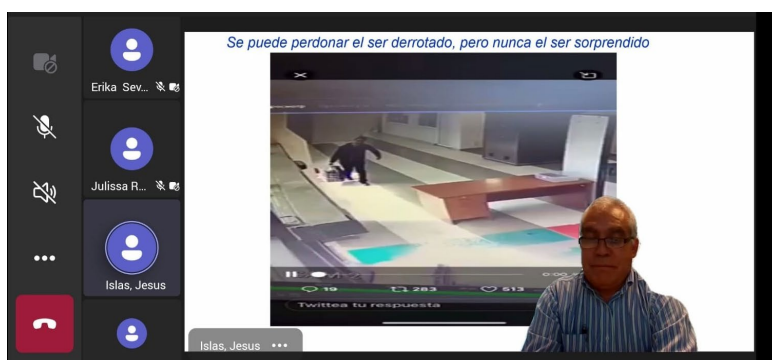 Se puede perdonar el ser derrotado, pero nunca el ser sorprendido
Erika Sev...
Julissa R...
Islas, Jesus
19 283 513
Twittea tu respuesta
Islas, Jesus